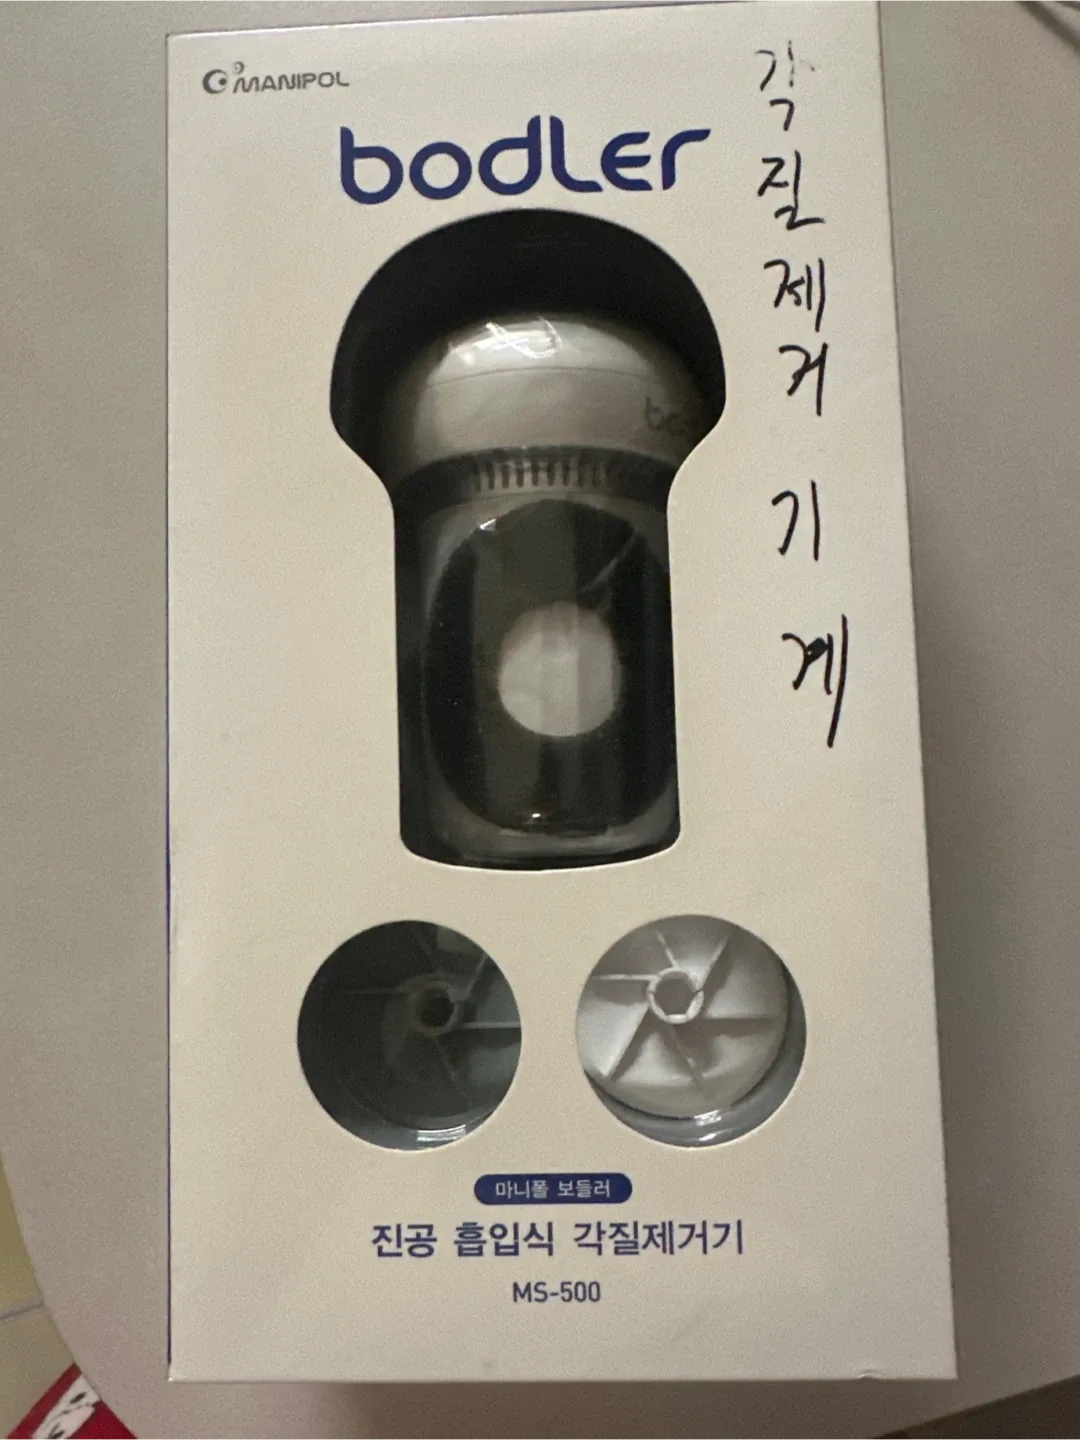 MANIPOL
bodler
각질제거 기계
마니폴 보들러
진공 흡입식 각질제거기
MS-500